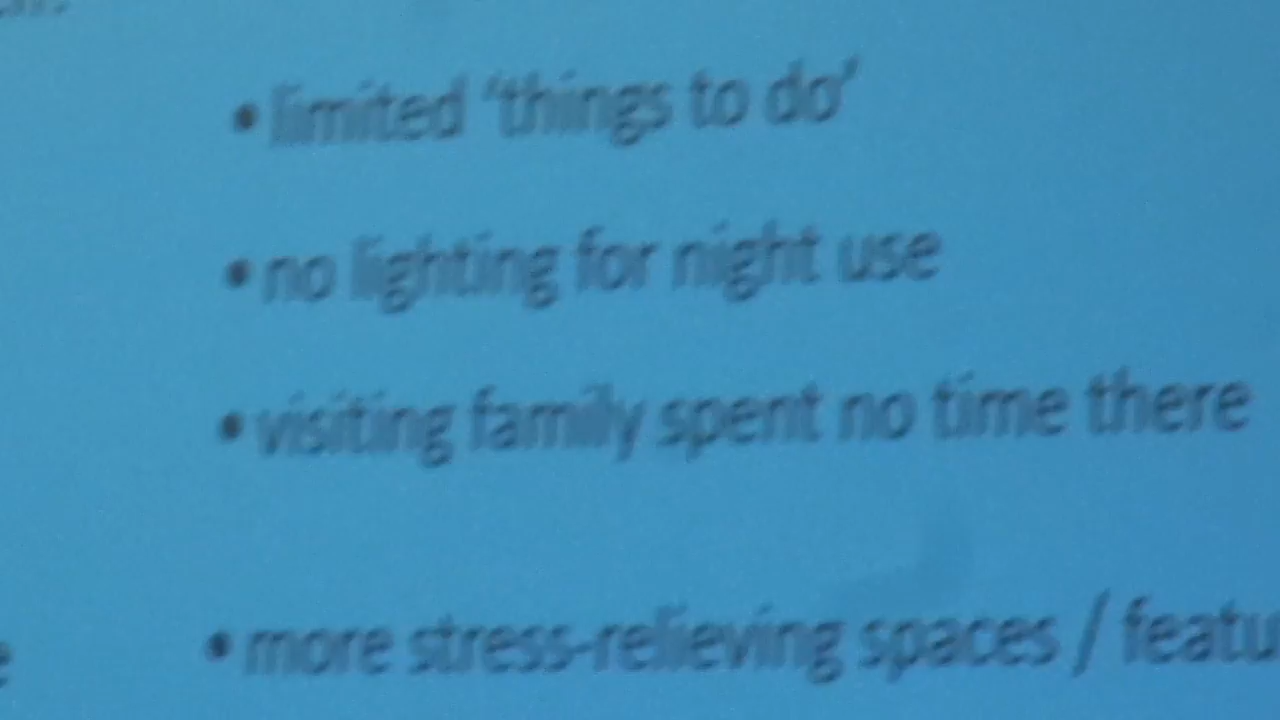 • limited ‘things to do’
• no lighting for night use
• visiting family spent no time there
• more stress-relieving spaces / featu